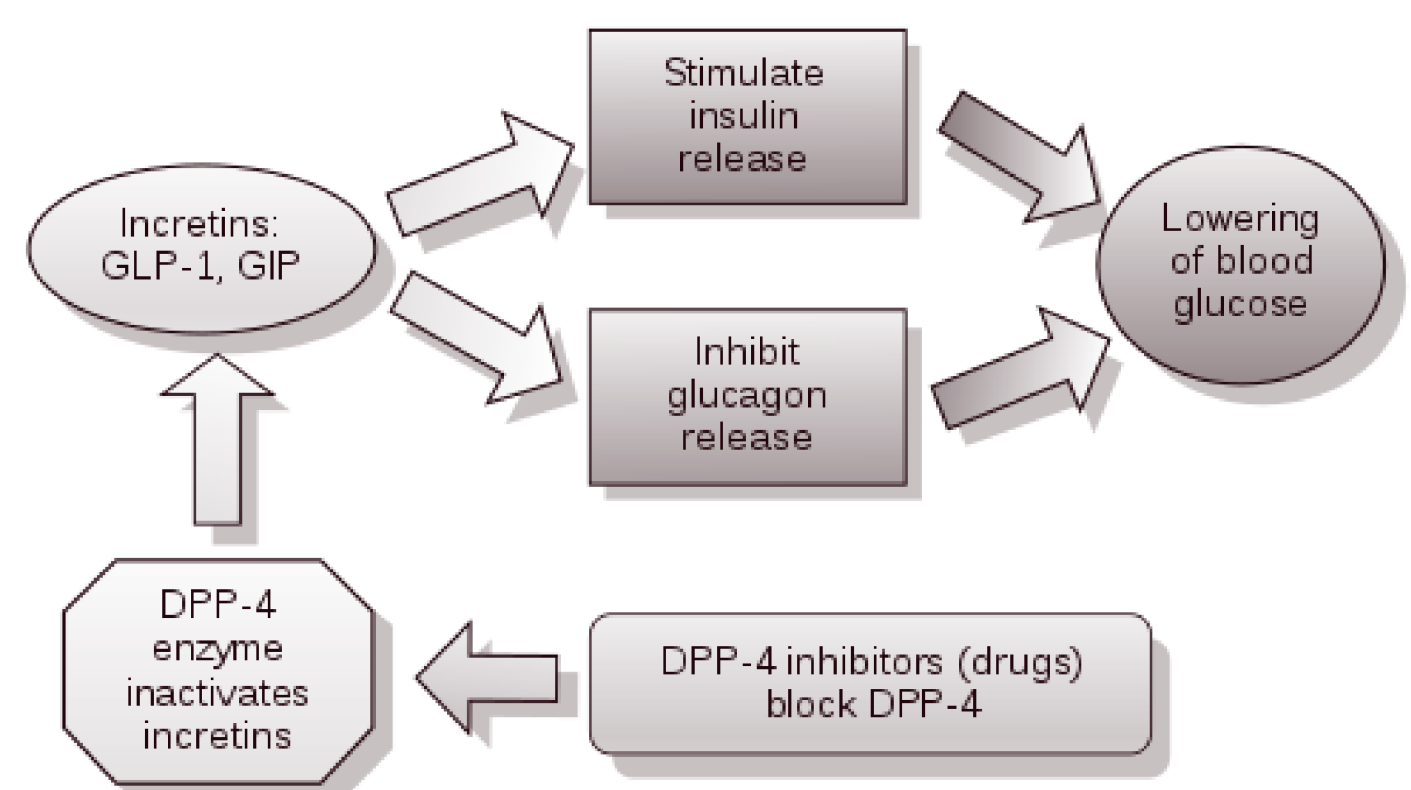 Stimulate
insulin
release
Incretins:
GLP-1, GIP
Lowering
of blood
glucose
Inhibit
glucagon
release
DPP-4
enzyme
inactivates
incretins
DPP-4 inhibitors (drugs)
block DPP-4